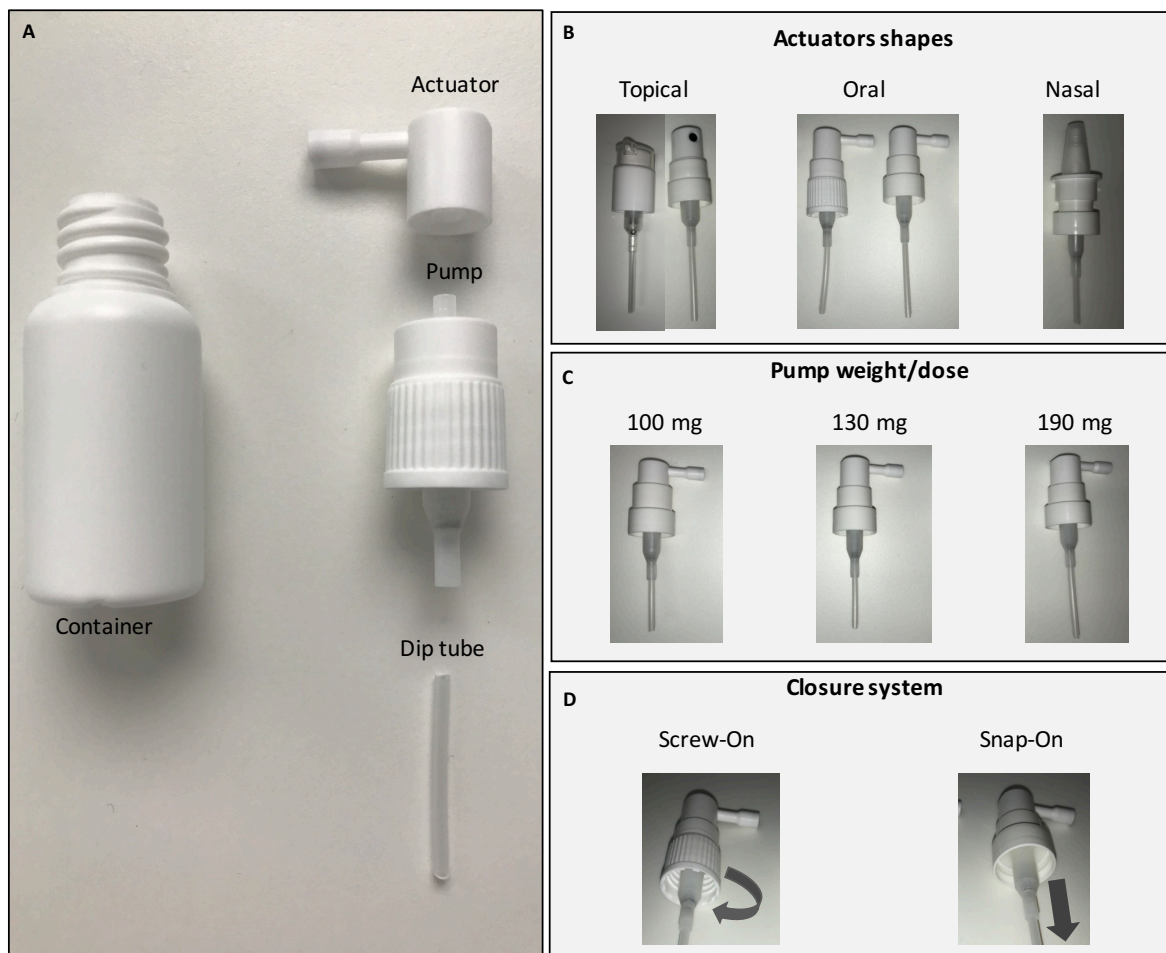 A
Actuator
Pump
Container
Dip tube
B
Actuators shapes
Topical
Oral
Nasal
C
Pump weight/dose
100 mg
130 mg
190 mg
D
Closure system
Screw-On
Snap-On